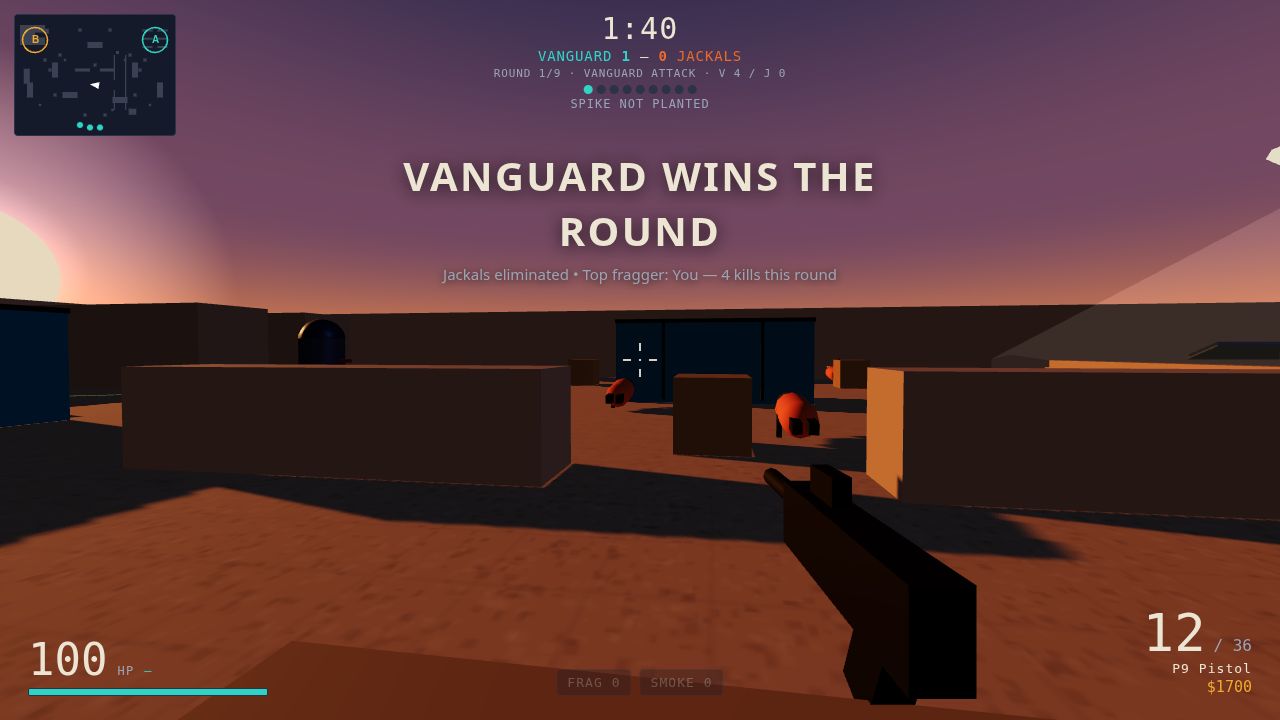 B
A
1:40
VANGUARD 1 — 0 JACKALS
ROUND 1/9 · VANGUARD ATTACK · V 4 / J 0
SPIKE NOT PLANTED
VANGUARD WINS THE
ROUND
Jackals eliminated • Top fragger: You — 4 kills this round
100 HP —
FRAG 0
SMOKE 0
12 / 36
P9 Pistol
$1700